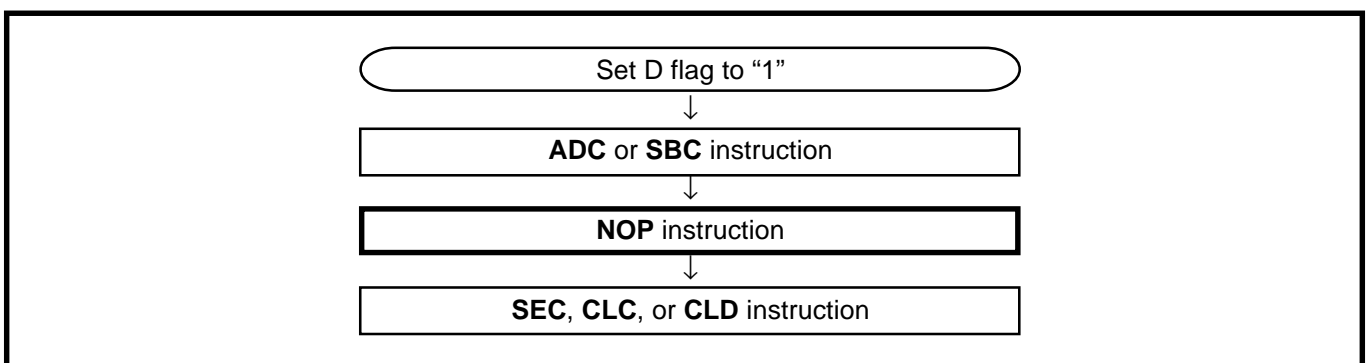 Set D flag to “1”
↓
ADC or SBC instruction
↓
NOP instruction
↓
SEC, CLC, or CLD instruction